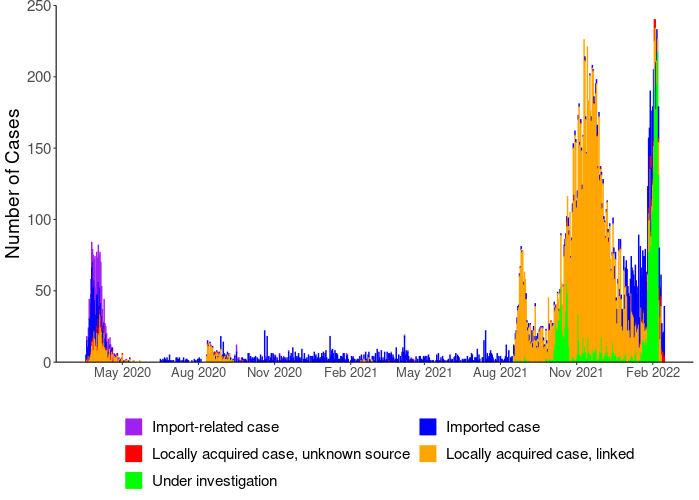 250
200
150
100
50
0
Number of Cases
May 2020 Aug 2020 Nov 2020 Feb 2021 May 2021 Aug 2021 Nov 2021 Feb 2022
Import-related case Imported case
Locally acquired case, unknown source Locally acquired case, linked
Under investigation